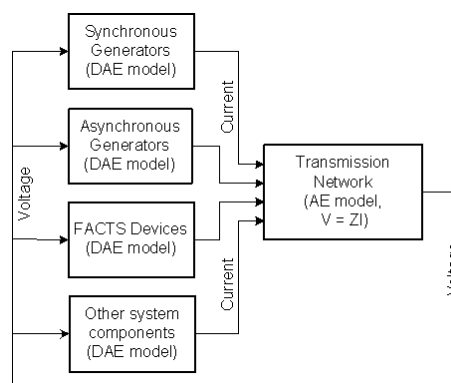 Synchronous
Generators
(DAE model)
Current
Asynchronous
Generators
(DAE model)
Voltage
Transmission
Network
(AE model,
V = ZI)
FACTS Devices
(DAE model)
Current
Voltage
Other system
components
(DAE model)